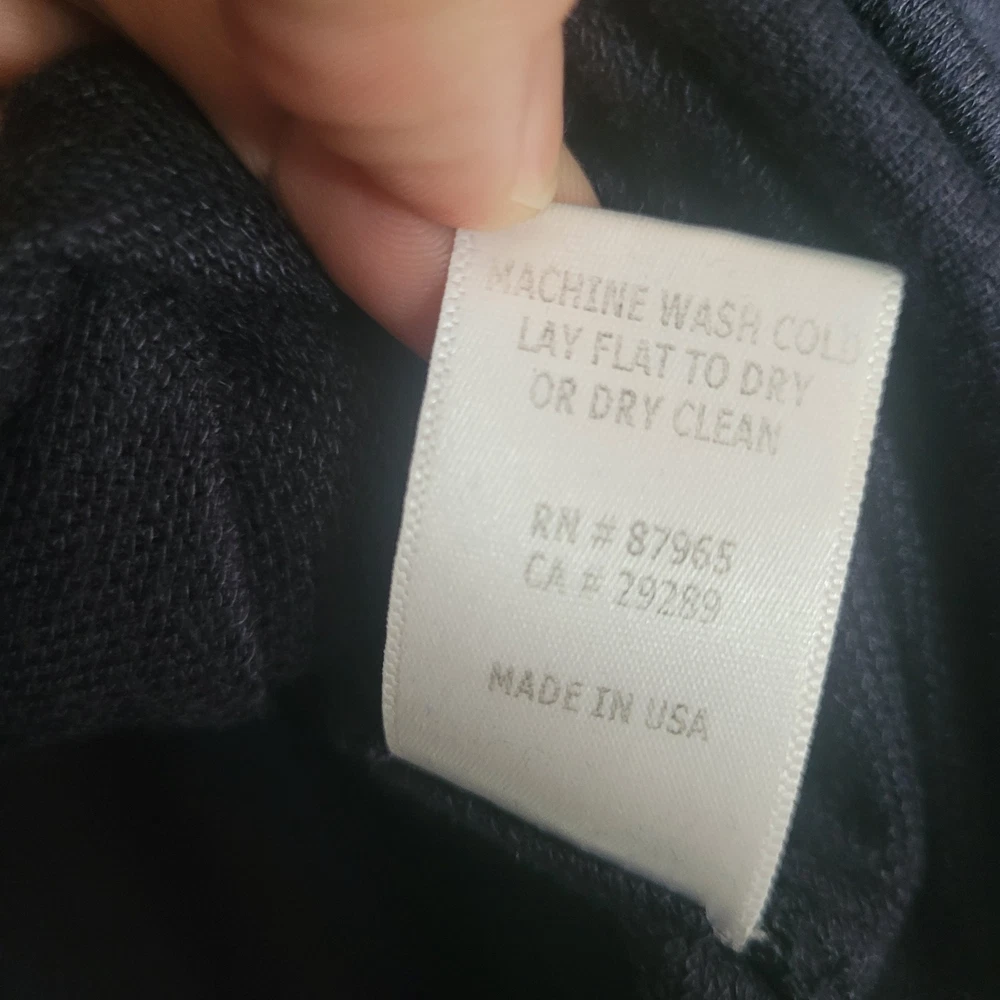 MACHINE WASH COLD
LAY FLAT TO DRY
OR DRY CLEAN
RN # 87965
CA # 29289
MADE IN USA